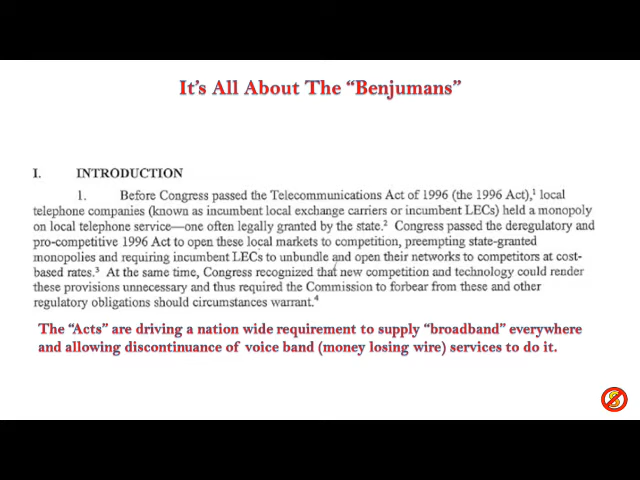 It's All About The “Benjumans”
I. INTRODUCTION
1. Before Congress passed the Telecommunications Act of 1996 (the 1996 Act),¹ local
telephone companies (known as incumbent local exchange carriers or incumbent LECs) held a monopoly
on local telephone service—one often legally granted by the state.² Congress passed the deregulatory and
pro-competitive 1996 Act to open these local markets to competition, preempting state-granted
monopolies and requiring incumbent LECs to unbundle and open their networks to competitors at cost-
based rates.³ At the same time, Congress recognized that new competition and technology could render
these provisions unnecessary and thus required the Commission to forbear from these and other
regulatory obligations should circumstances warrant.⁴
The “Acts” are driving a nation wide requirement to supply “broadband” everywhere
and allowing discontinuance of voice band (money losing wire) services to do it.